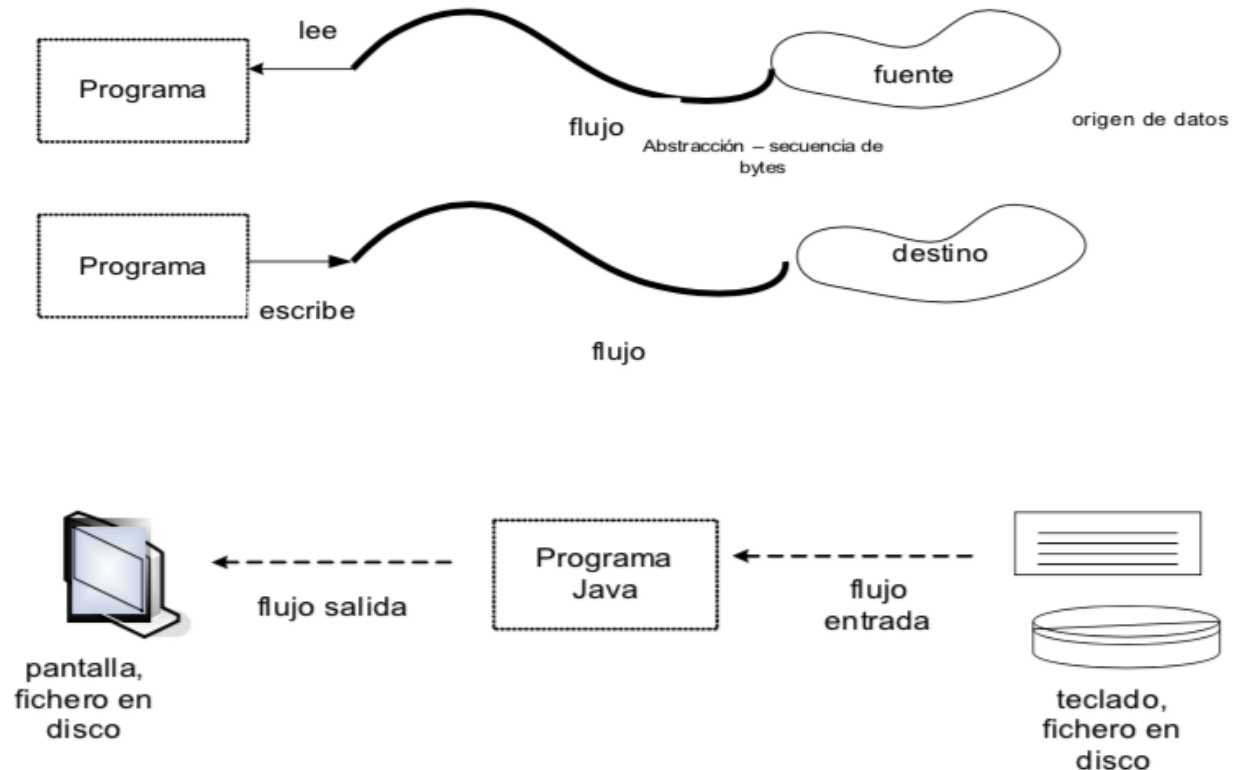 lee
Programa
fuente
origen de datos
flujo
Abstracción – secuencia de
bytes
Programa
destino
escribe
flujo
Programa
Java
flujo salida
flujo
entrada
pantalla,
fichero en
disco
teclado,
fichero en
disco